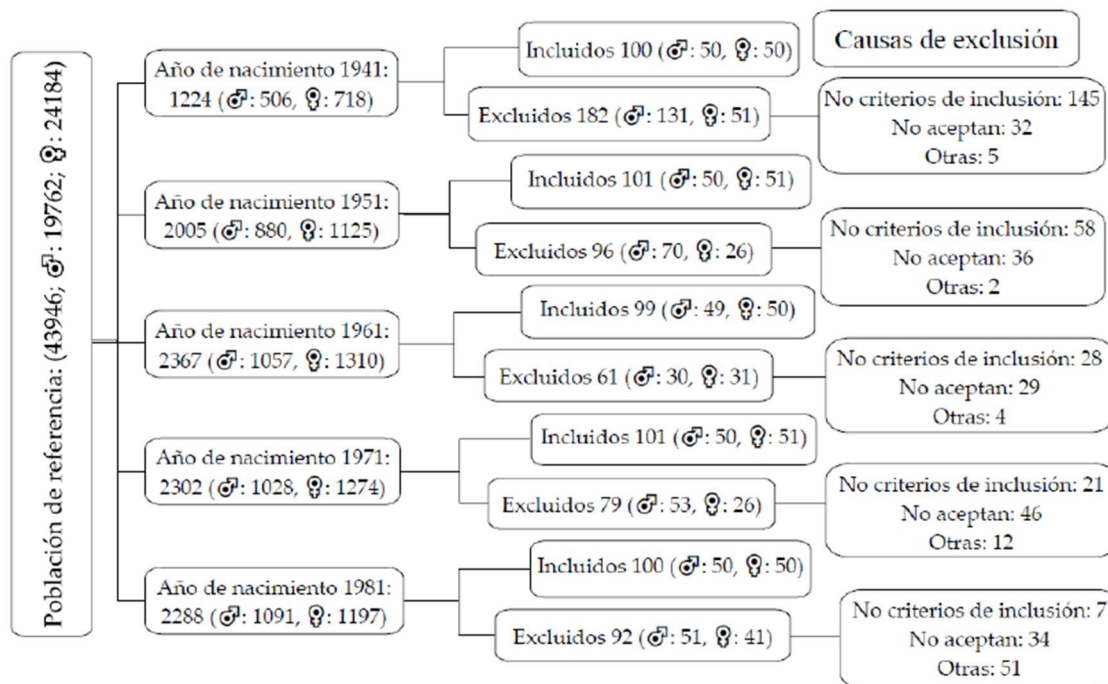 Población de referencia: (43946; ♂: 19762; ♀: 24184)
Causas de exclusión
Año de nacimiento 1941:
1224 (♂: 506, ♀: 718)
Incluidos 100 (♂: 50, ♀: 50)
Excluidos 182 (♂: 131, ♀: 51)
No criterios de inclusión: 145
No aceptan: 32
Otras: 5
Año de nacimiento 1951:
2005 (♂: 880, ♀: 1125)
Incluidos 101 (♂: 50, ♀: 51)
Excluidos 96 (♂: 70, ♀: 26)
No criterios de inclusión: 58
No aceptan: 36
Otras: 2
Año de nacimiento 1961:
2367 (♂: 1057, ♀: 1310)
Incluidos 99 (♂: 49, ♀: 50)
Excluidos 61 (♂: 30, ♀: 31)
No criterios de inclusión: 28
No aceptan: 29
Otras: 4
Año de nacimiento 1971:
2302 (♂: 1028, ♀: 1274)
Incluidos 101 (♂: 50, ♀: 51)
Excluidos 79 (♂: 53, ♀: 26)
No criterios de inclusión: 21
No aceptan: 46
Otras: 12
Año de nacimiento 1981:
2288 (♂: 1091, ♀: 1197)
Incluidos 100 (♂: 50, ♀: 50)
Excluidos 92 (♂: 51, ♀: 41)
No criterios de inclusión: 7
No aceptan: 34
Otras: 51